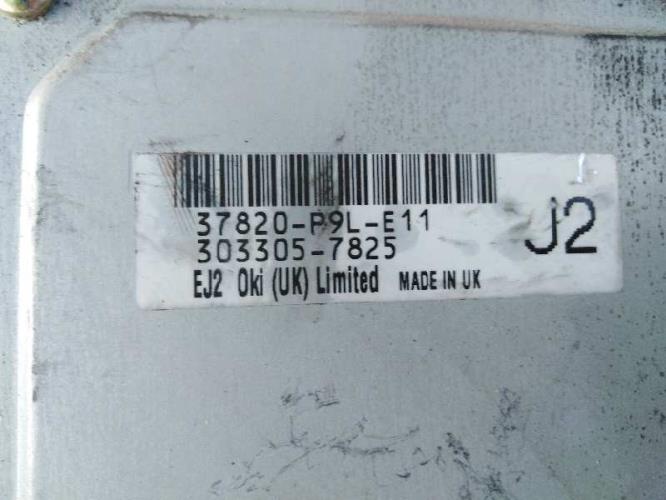 37820-P9L-E11
303305-7825
EJ2 Oki (UK) Limited MADE IN UK
J2